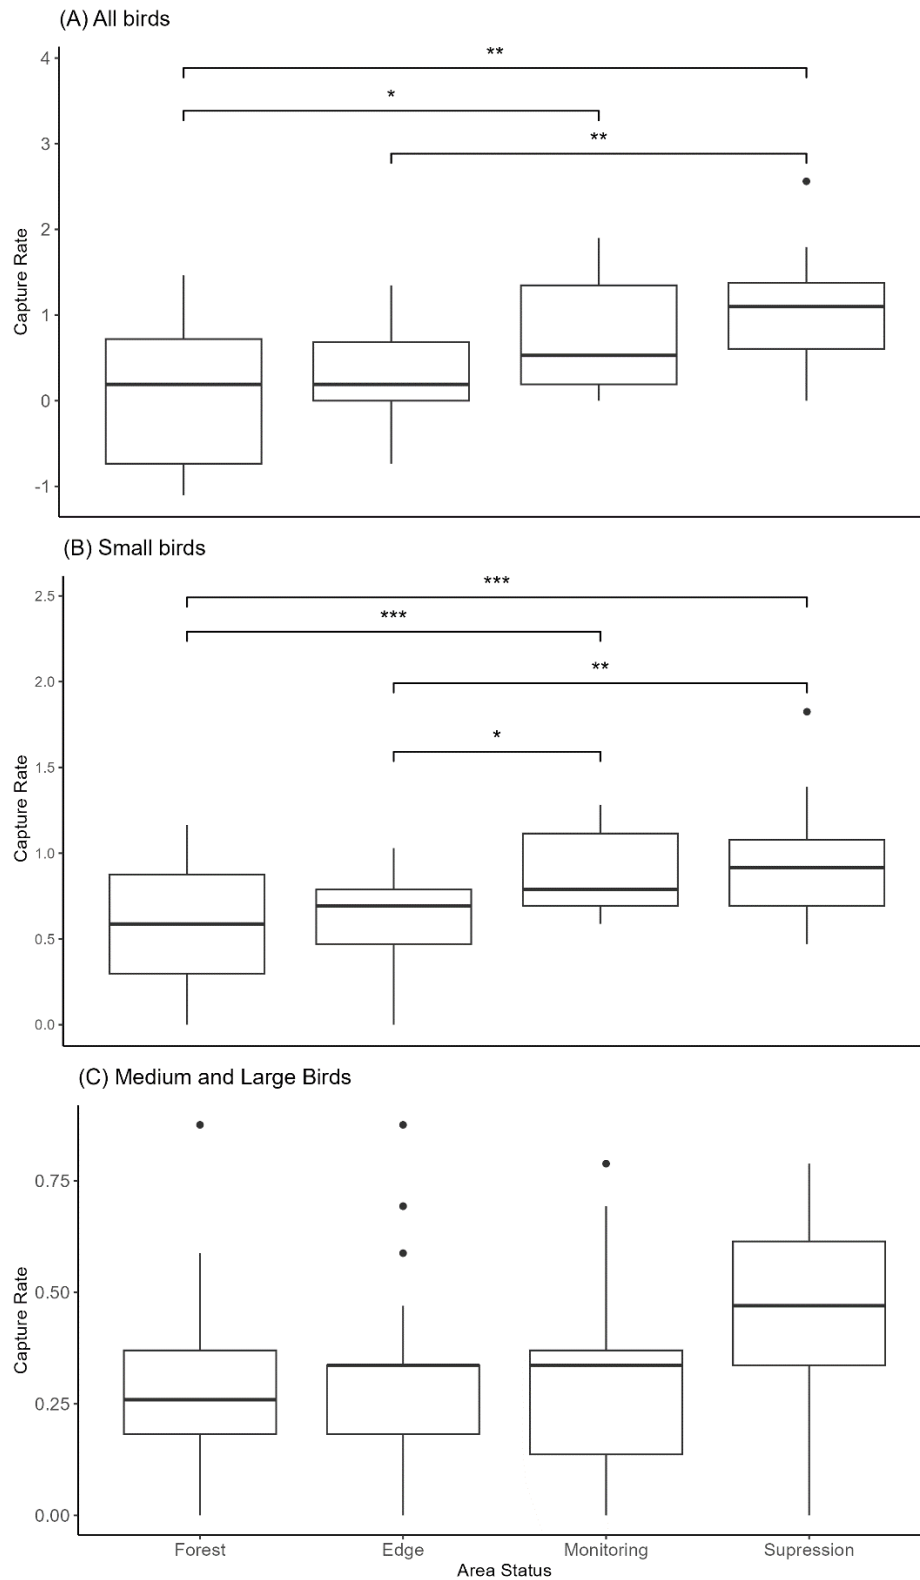 (A) All birds
**
4
*
3
**
2
Capture Rate
1
0
-1
(B) Small birds
***
2.5
***
**
2.0
*
1.5
Capture Rate
1.0
0.5
0.0
(C) Medium and Large Birds
0.75
0.50
Capture Rate
0.25
0.00
Forest Edge Monitoring Supression
Area Status